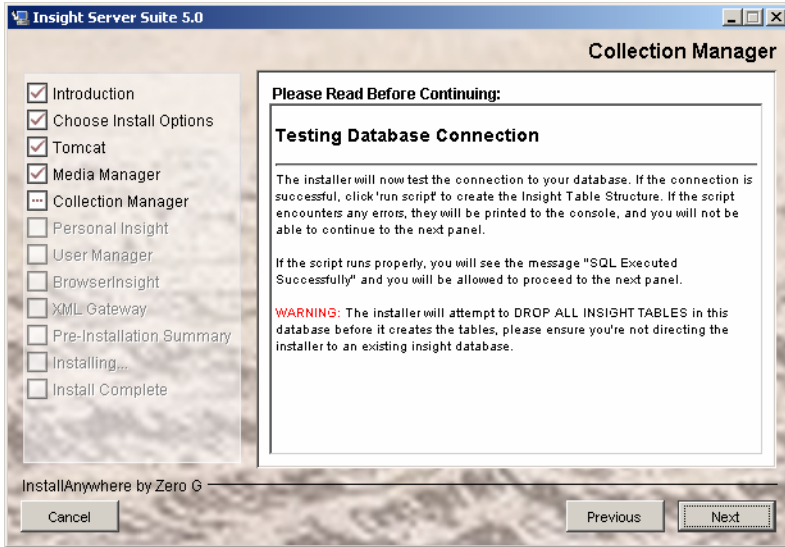 Insight Server Suite 5.0
Collection Manager
Introduction
Choose Install Options
Tomcat
Media Manager
Collection Manager
Personal Insight
User Manager
BrowserInsight
XML Gateway
Pre-Installation Summary
Installing...
Install Complete
Please Read Before Continuing:
Testing Database Connection
The installer will now test the connection to your database. If the connection is
successful, click 'run script' to create the Insight Table Structure. If the script
encounters any errors, they will be printed to the console, and you will not be
able to continue to the next panel.
If the script runs properly, you will see the message "SQL Executed
Successfully" and you will be allowed to proceed to the next panel.
WARNING: The installer will attempt to DROP ALL INSIGHT TABLES in this
database before it creates the tables, please ensure you're not directing the
installer to an existing insight database.
InstallAnywhere by Zero G
Cancel
Previous
Next